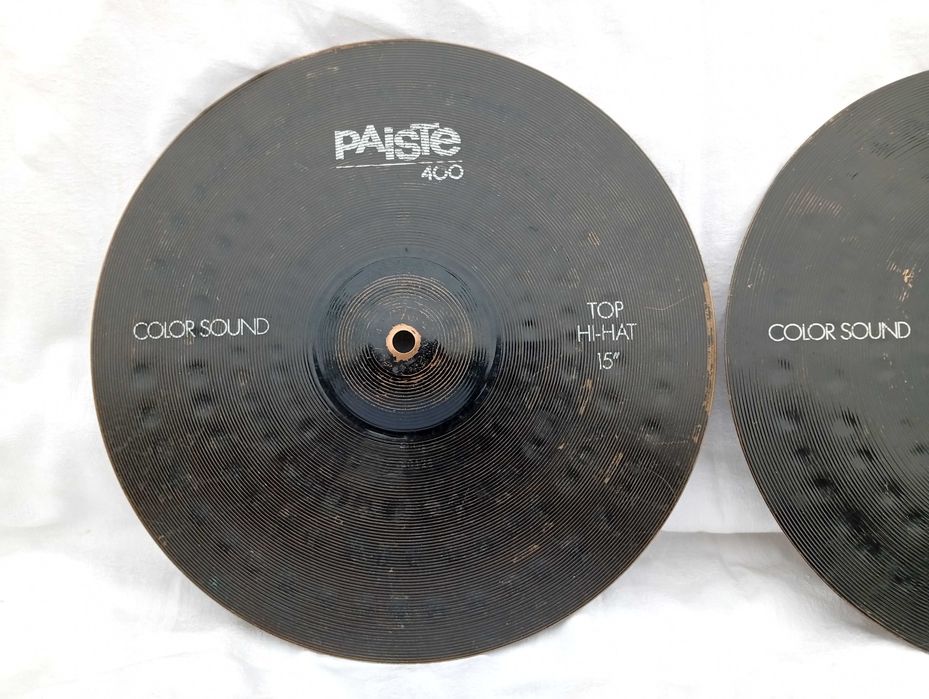 PAiSTe
400
COLOR SOUND
TOP
HI-HAT
15"
COLOR SOUND